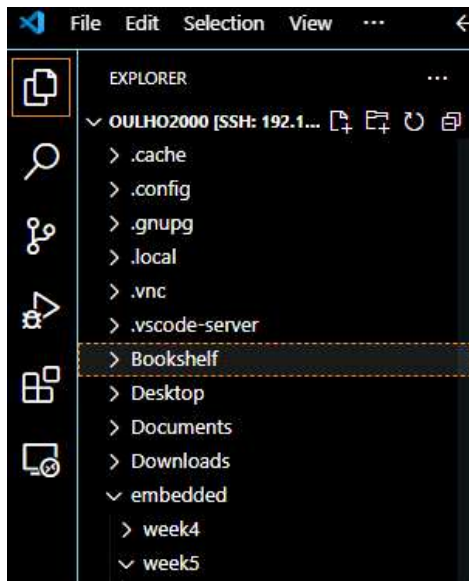 File Edit Selection View ...
EXPLORER ...
OULHO2000 [SSH: 192.1...
.cache
.config
.gnupg
.local
.vnc
.vscode-server
Bookshelf
Desktop
Documents
Downloads
embedded
week4
week5